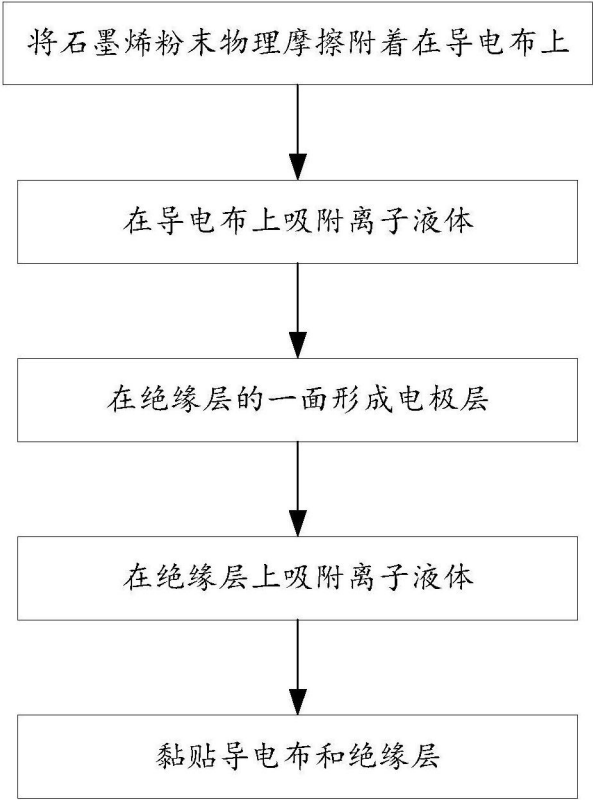 将石墨烯粉末物理摩擦附着在导电布上
在导电布上吸附离子液体
在绝缘层的一面形成电极层
在绝缘层上吸附离子液体
黏贴导电布和绝缘层